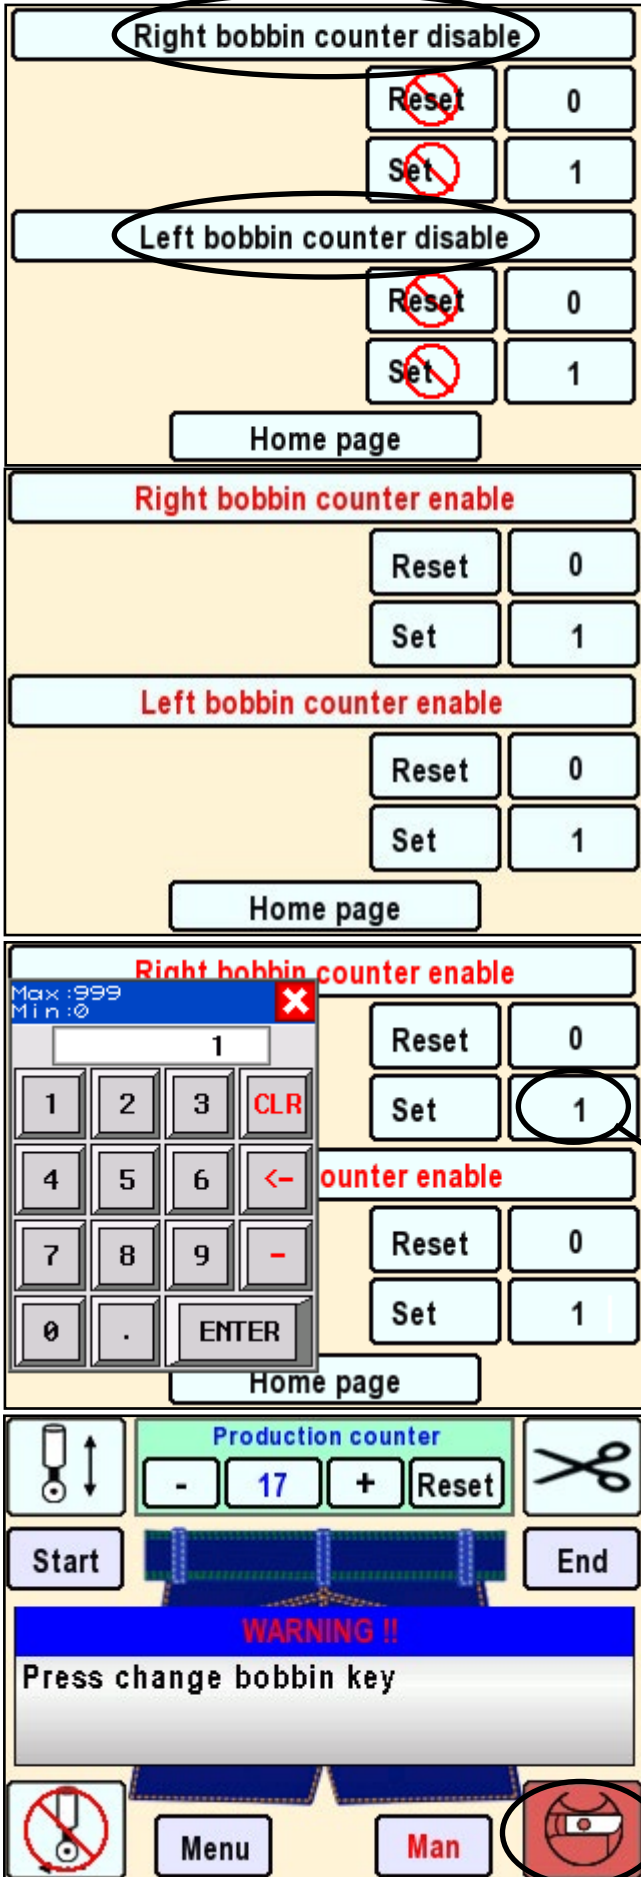 Right bobbin counter disable
Reset 0
Set 1
Left bobbin counter disable
Reset 0
Set 1
Home page
Right bobbin counter enable
Reset 0
Set 1
Left bobbin counter enable
Reset 0
Set 1
Home page
Right bobbin counter enable
Max:999
Min:0
1
1 2 3 CLR
4 5 6 <-
7 8 9 -
0 . ENTER
Reset 0
Set 1
ounter enable
Reset 0
Set 1
Home page
Production counter
- 17 + Reset
Start End
WARNING !!
Press change bobbin key
Menu Man